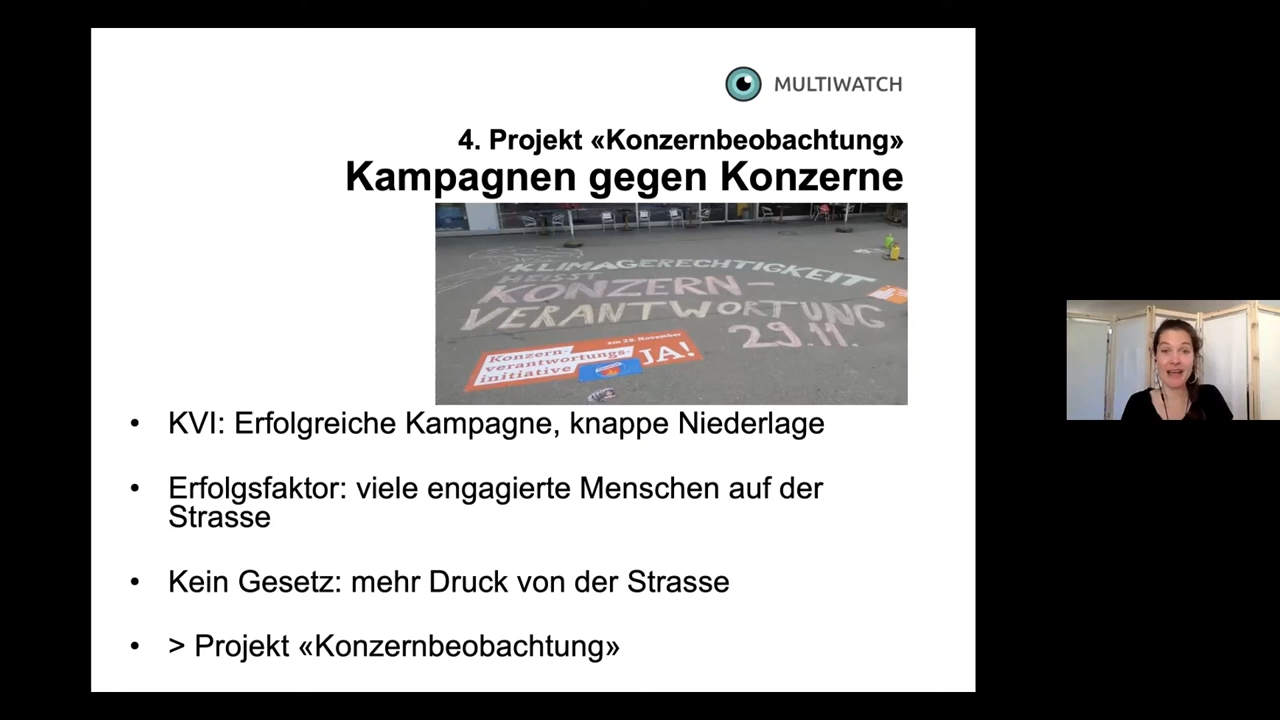 MULTIWATCH
4. Projekt «Konzernbeobachtung»
Kampagnen gegen Konzerne
KLIMAGERECHTIGKEIT
HEISST
KONZERN-
VERANTWORTUNG
29.11.
am 29. November
Konzern-
verantwortungs-
initiative
JA!
• KVI: Erfolgreiche Kampagne, knappe Niederlage
• Erfolgsfaktor: viele engagierte Menschen auf der
Strasse
• Kein Gesetz: mehr Druck von der Strasse
• > Projekt «Konzernbeobachtung»